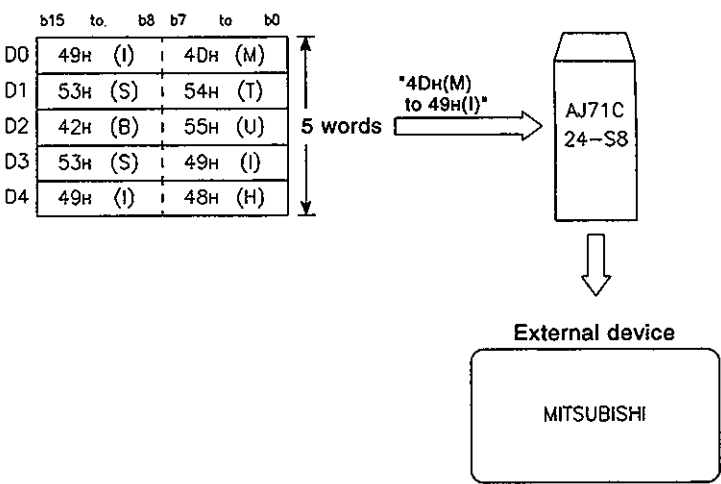 b15 to. b8 b7 to b0
D0 49H (I) 4DH (M)
D1 53H (S) 54H (T)
D2 42H (B) 55H (U)
D3 53H (S) 49H (I)
D4 49H (I) 48H (H)
5 words
"4DH(M)
to 49H(I)"
AJ71C
24-S8
External device
MITSUBISHI